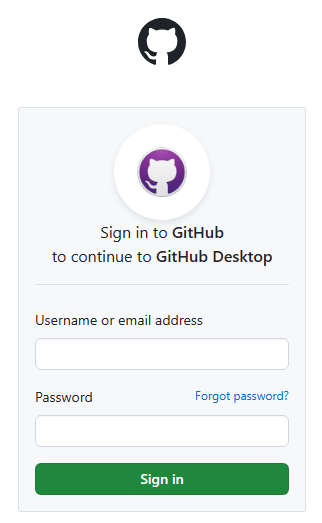 Sign in to GitHub
to continue to GitHub Desktop
Username or email address
Password Forgot password?
Sign in